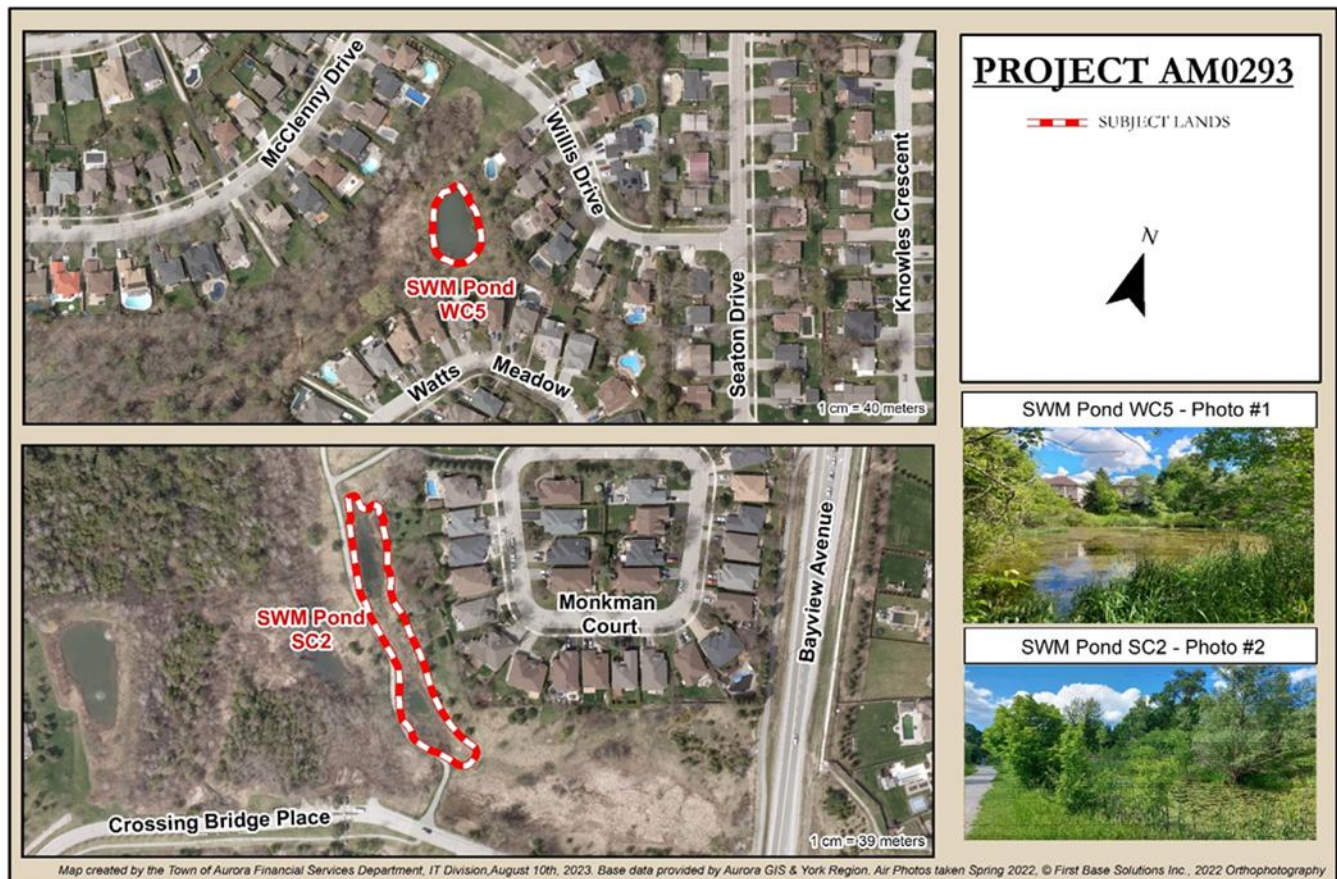 McClenny Drive
Willis Drive
Seaton Drive
Knowles Crescent
SWM Pond
WC5
Watts
Meadow
1 cm = 40 meters
PROJECT AM0293
SUBJECT LANDS
N
SWM Pond WC5 - Photo #1
SWM Pond
SC2
Monkman
Court
Bayview Avenue
Crossing Bridge Place
1 cm = 39 meters
SWM Pond SC2 - Photo #2
Map created by the Town of Aurora Financial Services Department, IT Division,August 10th, 2023. Base data provided by Aurora GIS & York Region. Air Photos taken Spring 2022, © First Base Solutions Inc., 2022 Orthophotography